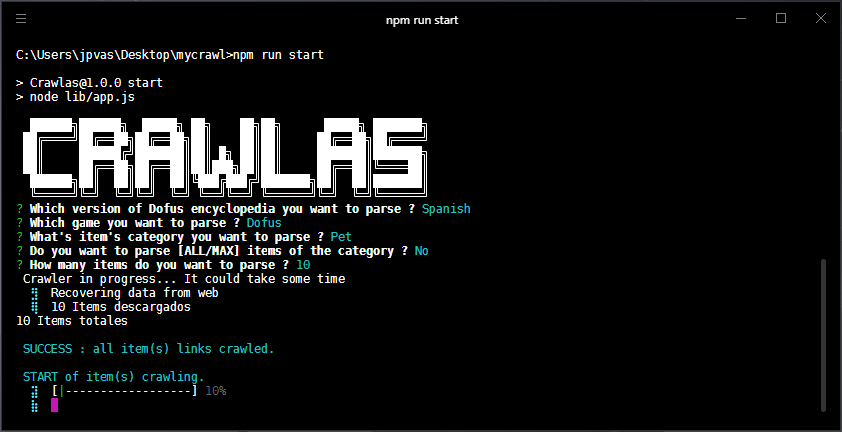 npm run start
C:\Users\jpvas\Desktop\mycrawl>npm run start
> Crawlas@1.0.0 start
> node lib/app.js
CRAWLAS
? Which version of Dofus encyclopedia you want to parse ? Spanish
? Which game you want to parse ? Dofus
? What's item's category you want to parse ? Pet
? Do you want to parse [ALL/MAX] items of the category ? No
? How many items do you want to parse ? 10
Crawler in progress... It could take some time
Recovering data from web
10 Items descargados
10 Items totales
SUCCESS : all item(s) links crawled.
START of item(s) crawling.
[|------------------] 10%